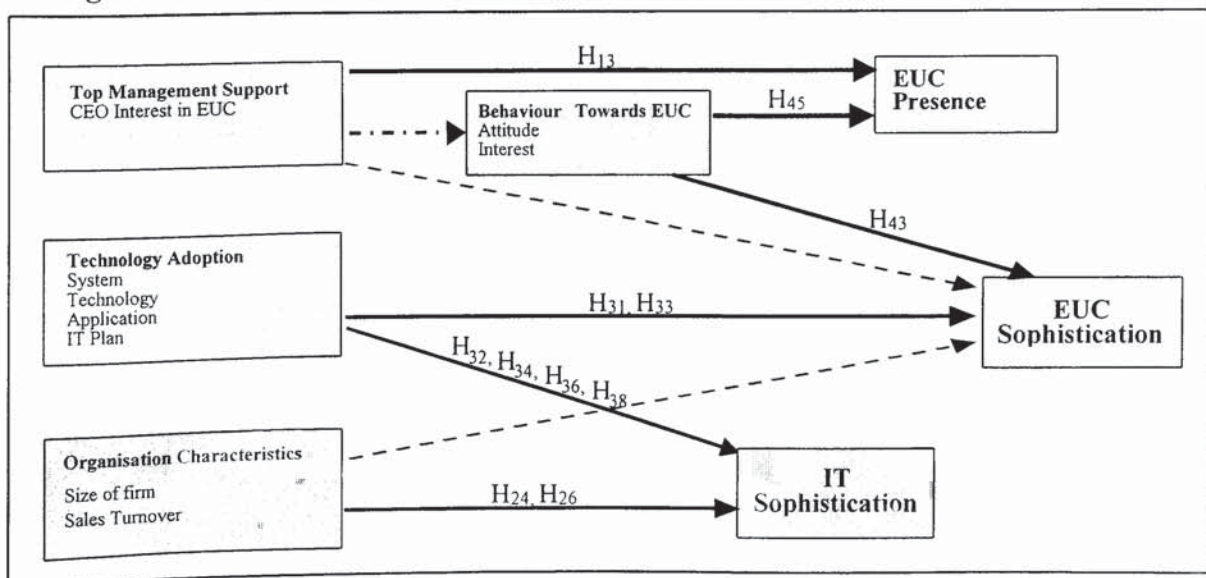 H13
Top Management Support
CEO Interest in EUC
EUC
Presence
Behaviour Towards EUC
Attitude
Interest
H45
H43
Technology Adoption
System
Technology
Application
IT Plan
H31, H33
EUC
Sophistication
H32, H34, H36, H38
Organisation Characteristics
Size of firm
Sales Turnover
H24, H26
IT
Sophistication